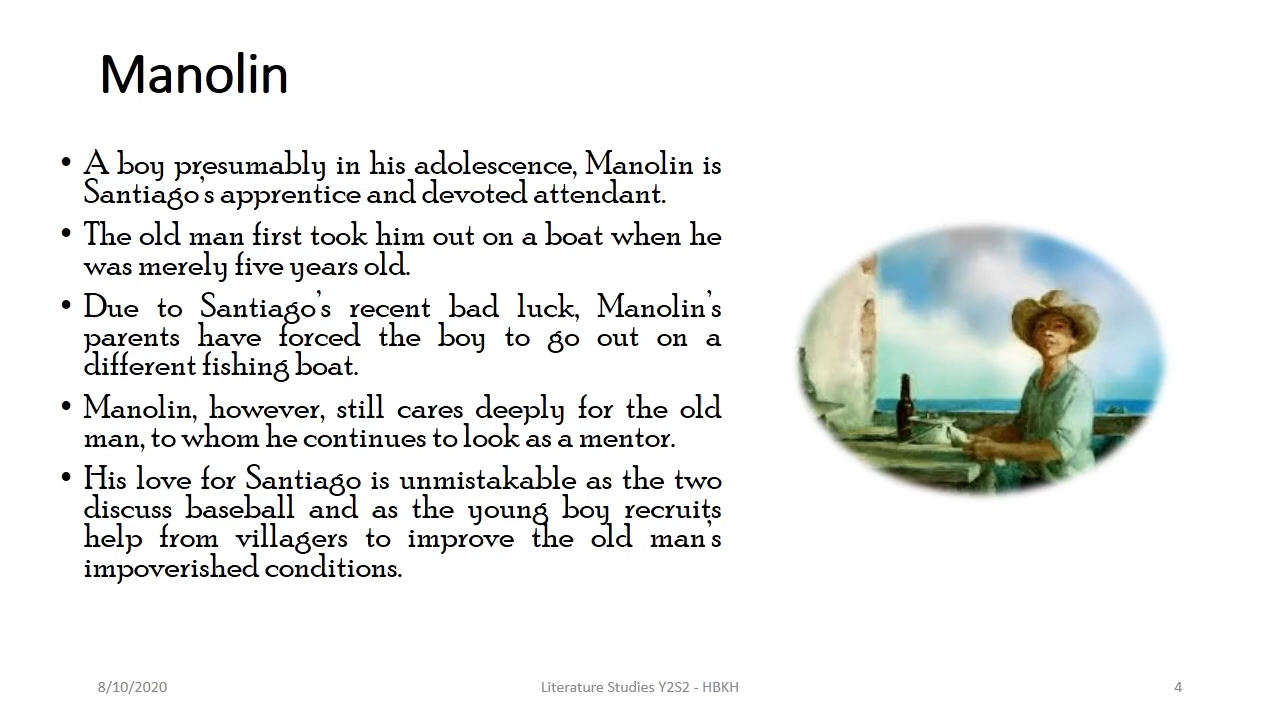 Manolin
• A boy presumably in his adolescence, Manolin is
Santiago's apprentice and devoted attendant.
• The old man first took him out on a boat when he
was merely five years old.
• Due to Santiago's recent bad luck, Manolin's
parents have forced the boy to go out on a
different fishing boat.
• Manolin, however, still cares deeply for the old
man, to whom he continues to look as a mentor.
• His love for Santiago is unmistakable as the two
discuss baseball and as the young boy recruits
help from villagers to improve the old man's
impoverished conditions.
8/10/2020
Literature Studies Y2S2 - HBKH
4